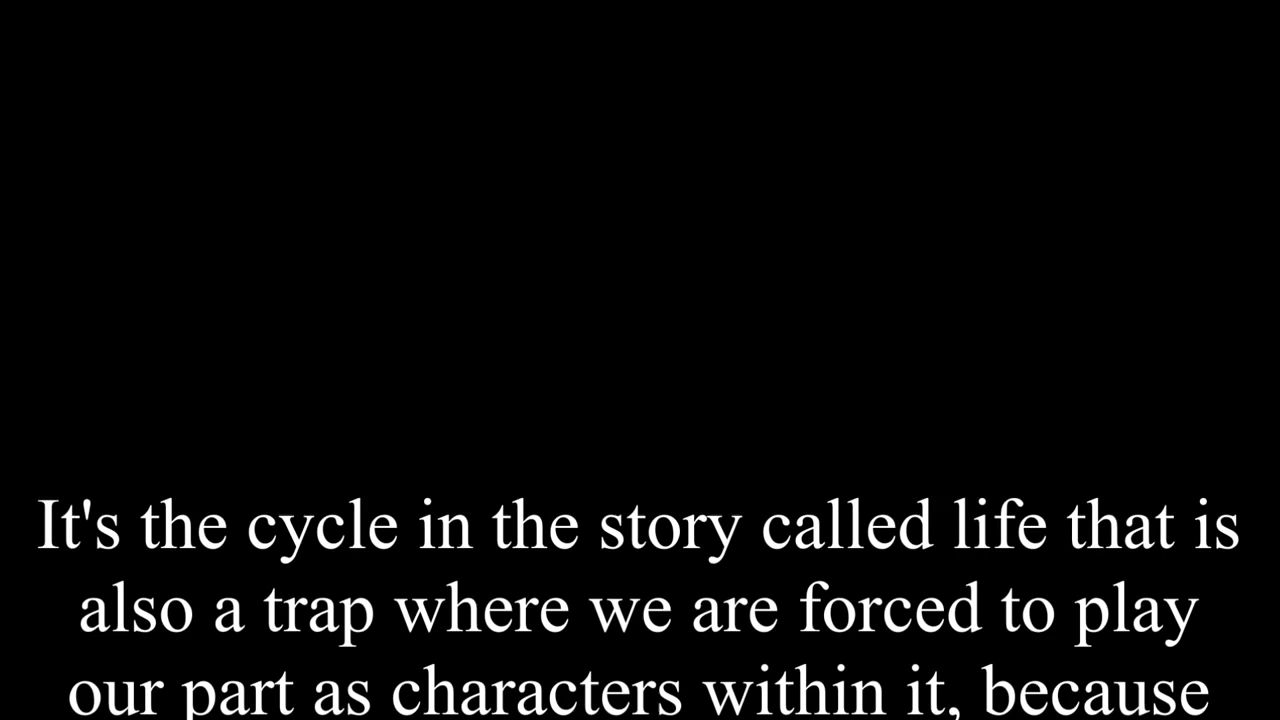 It's the cycle in the story called life that is
also a trap where we are forced to play
our part as characters within it, because